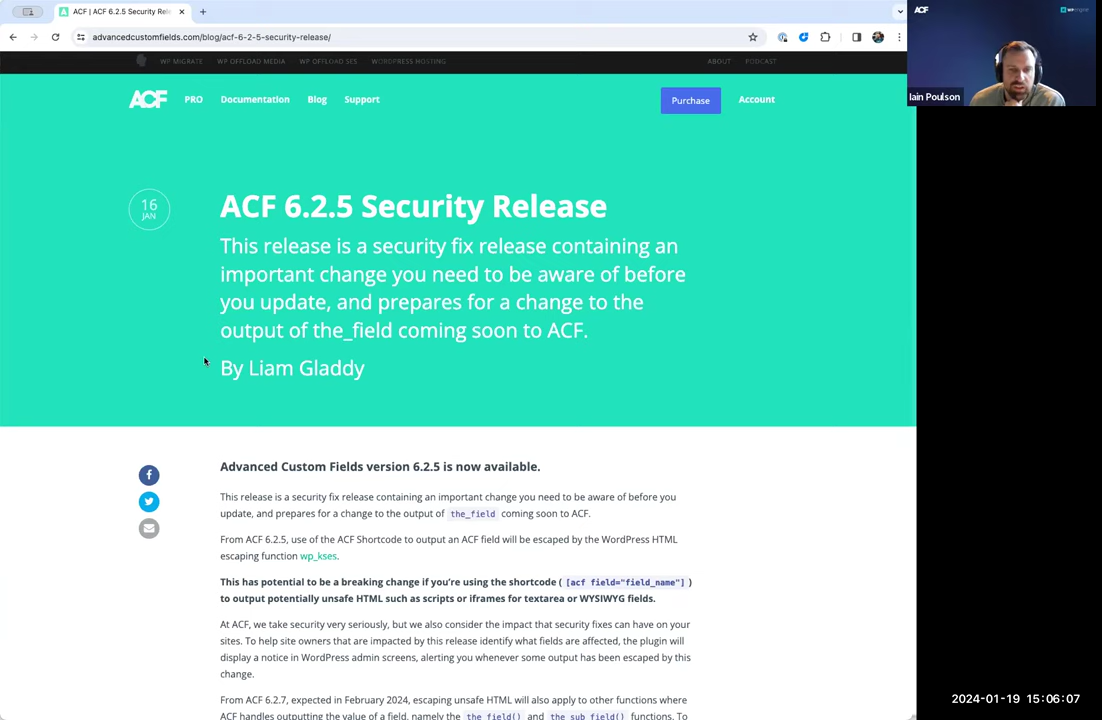 ACF | ACF 6.2.5 Security Rele
advancedcustomfields.com/blog/acf-6-2-5-security-release/
WP MIGRATE WP OFFLOAD MEDIA WP OFFLOAD SES WORDPRESS HOSTING ABOUT PODCAST
ACF PRO Documentation Blog Support Purchase Account
16
JAN
ACF 6.2.5 Security Release
This release is a security fix release containing an
important change you need to be aware of before
you update, and prepares for a change to the
output of the_field coming soon to ACF.
By Liam Gladdy
Advanced Custom Fields version 6.2.5 is now available.
This release is a security fix release containing an important change you need to be aware of before you
update, and prepares for a change to the output of the_field coming soon to ACF.
From ACF 6.2.5, use of the ACF Shortcode to output an ACF field will be escaped by the WordPress HTML
escaping function wp_kses.
This has potential to be a breaking change if you're using the shortcode ( [acf field="field_name"] )
to output potentially unsafe HTML such as scripts or iframes for textarea or WYSIWYG fields.
At ACF, we take security very seriously, but we also consider the impact that security fixes can have on your
sites. To help site owners that are impacted by this release identify what fields are affected, the plugin will
display a notice in WordPress admin screens, alerting you whenever some output has been escaped by this
change.
From ACF 6.2.7, expected in February 2024, escaping unsafe HTML will also apply to other functions where
ACF handles outputting the value of a field, namely the the_field() and the_sub_field() functions. To
ACF
WP engine
Iain Poulson
2024-01-19 15:06:07